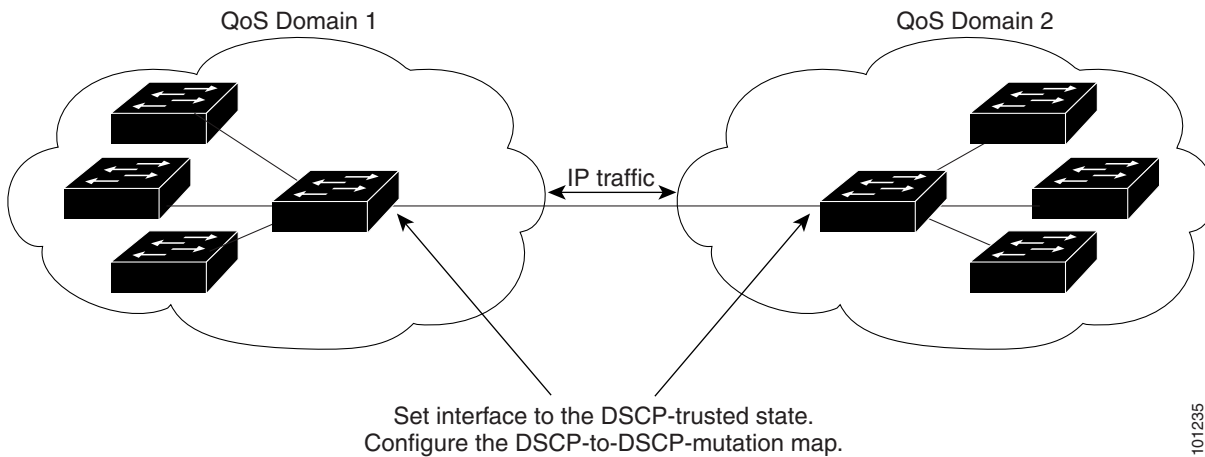 QoS Domain 1
QoS Domain 2
IP traffic
Set interface to the DSCP-trusted state.
Configure the DSCP-to-DSCP-mutation map.
101235